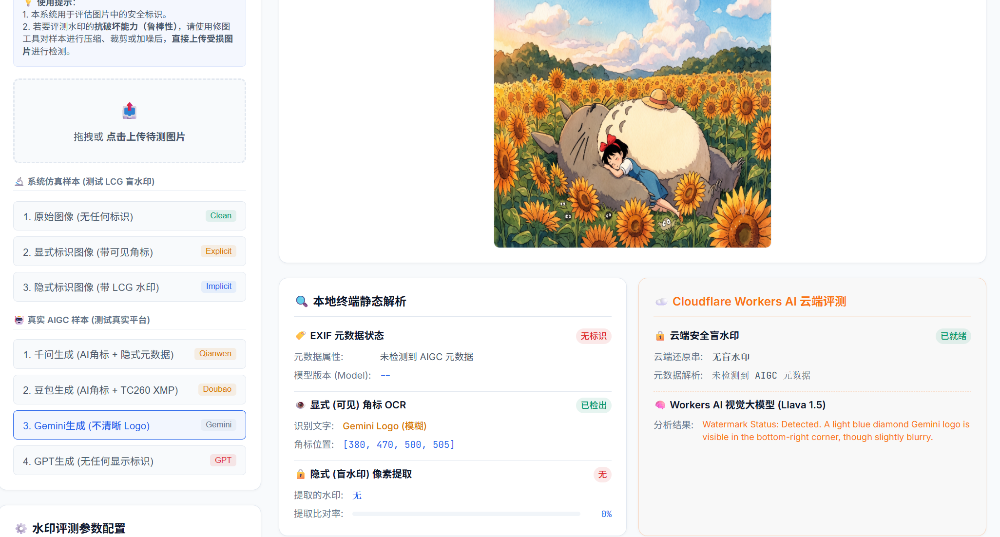 💡 使用提示：
1. 本系统用于评估图片中的安全标识。
2. 若要评测水印的抗破坏能力（鲁棒性），请使用修图
工具对样本进行压缩、裁剪或加噪后，直接上传受损图
片进行检测。
拖拽或 点击上传待测图片
系统仿真样本 (测试 LCG 盲水印)
1. 原始图像 (无任何标识) Clean
2. 显式标识图像 (带可见角标) Explicit
3. 隐式标识图像 (带 LCG 水印) Implicit
真实 AIGC 样本 (测试真实平台)
1. 千问生成 (AI角标 + 隐式元数据) Qianwen
2. 豆包生成 (AI角标 + TC260 XMP) Doubao
3. Gemini生成 (不清晰 Logo) Gemini
4. GPT生成 (无任何显示标识) GPT
水印评测参数配置
本地终端静态解析
EXIF 元数据状态 无标识
元数据属性: 未检测到 AIGC 元数据
模型版本 (Model): --
显式 (可见) 角标 OCR 已检出
识别文字: Gemini Logo (模糊)
角标位置: [380, 470, 500, 505]
隐式 (盲水印) 像素提取 无
提取的水印: 无
提取比对率: 0%
Cloudflare Workers AI 云端评测
云端安全盲水印 已就绪
云端还原串: 无盲水印
元数据解析: 未检测到 AIGC 元数据
Workers AI 视觉大模型 (Llava 1.5)
分析结果: Watermark Status: Detected. A light blue diamond Gemini logo is
visible in the bottom-right corner, though slightly blurry.